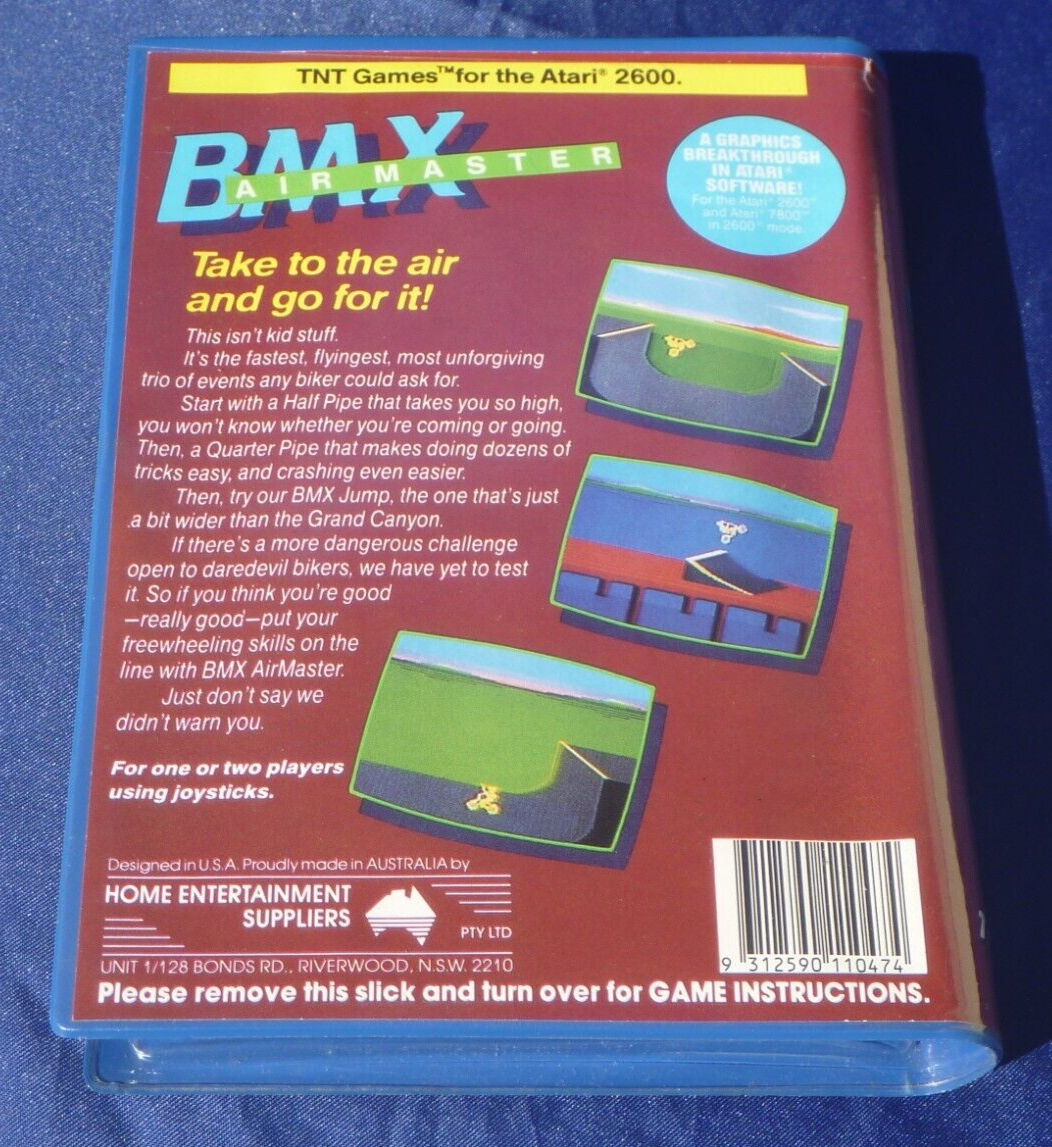 TNT Games™ for the Atari® 2600.
BMX
AIR MASTER
A GRAPHICS
BREAKTHROUGH
IN ATARI®
SOFTWARE!
For the Atari® 2600™
and Atari® 7800™
in 2600® mode.
Take to the air
and go for it!
This isn't kid stuff.
It's the fastest, flyingest, most unforgiving
trio of events any biker could ask for.
Start with a Half Pipe that takes you so high,
you won't know whether you're coming or going.
Then, a Quarter Pipe that makes doing dozens of
tricks easy, and crashing even easier.
Then, try our BMX Jump, the one that's just
a bit wider than the Grand Canyon.
If there's a more dangerous challenge
open to daredevil bikers, we have yet to test
it. So if you think you're good
—really good—put your
freewheeling skills on the
line with BMX AirMaster.
Just don't say we
didn't warn you.
For one or two players
using joysticks.
Designed in U.S.A. Proudly made in AUSTRALIA by
HOME ENTERTAINMENT
SUPPLIERS
PTY LTD
UNIT 1/128 BONDS RD., RIVERWOOD, N.S.W. 2210
9 312590 110474
Please remove this slick and turn over for GAME INSTRUCTIONS.